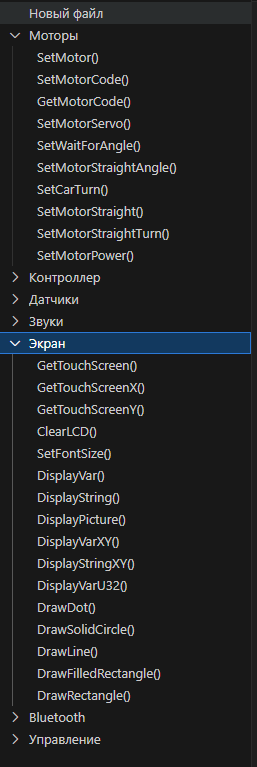 Новый файл
Моторы
SetMotor()
SetMotorCode()
GetMotorCode()
SetMotorServo()
SetWaitForAngle()
SetMotorStraightAngle()
SetCarTurn()
SetMotorStraight()
SetMotorStraightTurn()
SetMotorPower()
Контроллер
Датчики
Звуки
Экран
GetTouchScreen()
GetTouchScreenX()
GetTouchScreenY()
ClearLCD()
SetFontSize()
DisplayVar()
DisplayString()
DisplayPicture()
DisplayVarXY()
DisplayStringXY()
DisplayVarU32()
DrawDot()
DrawSolidCircle()
DrawLine()
DrawFilledRectangle()
DrawRectangle()
Bluetooth
Управление